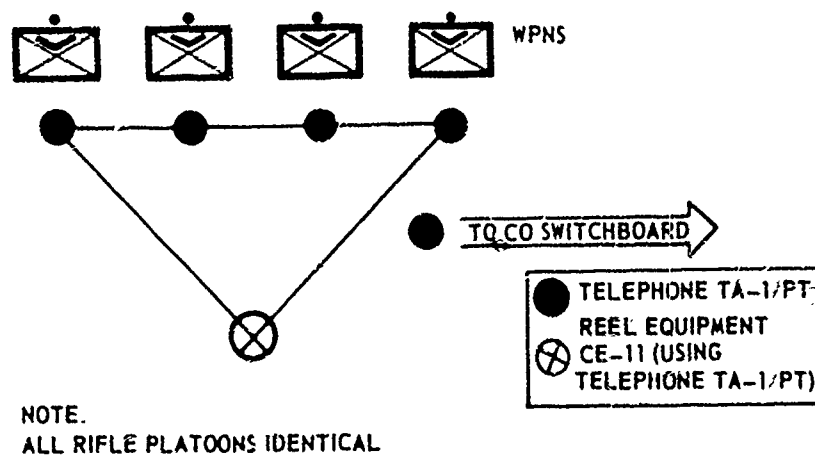 WPNS
TO CO SWITCHBOARD
TELEPHONE TA-1/PT
REEL EQUIPMENT
CE-11 (USING
TELEPHONE TA-1/PT)
NOTE.
ALL RIFLE PLATOONS IDENTICAL